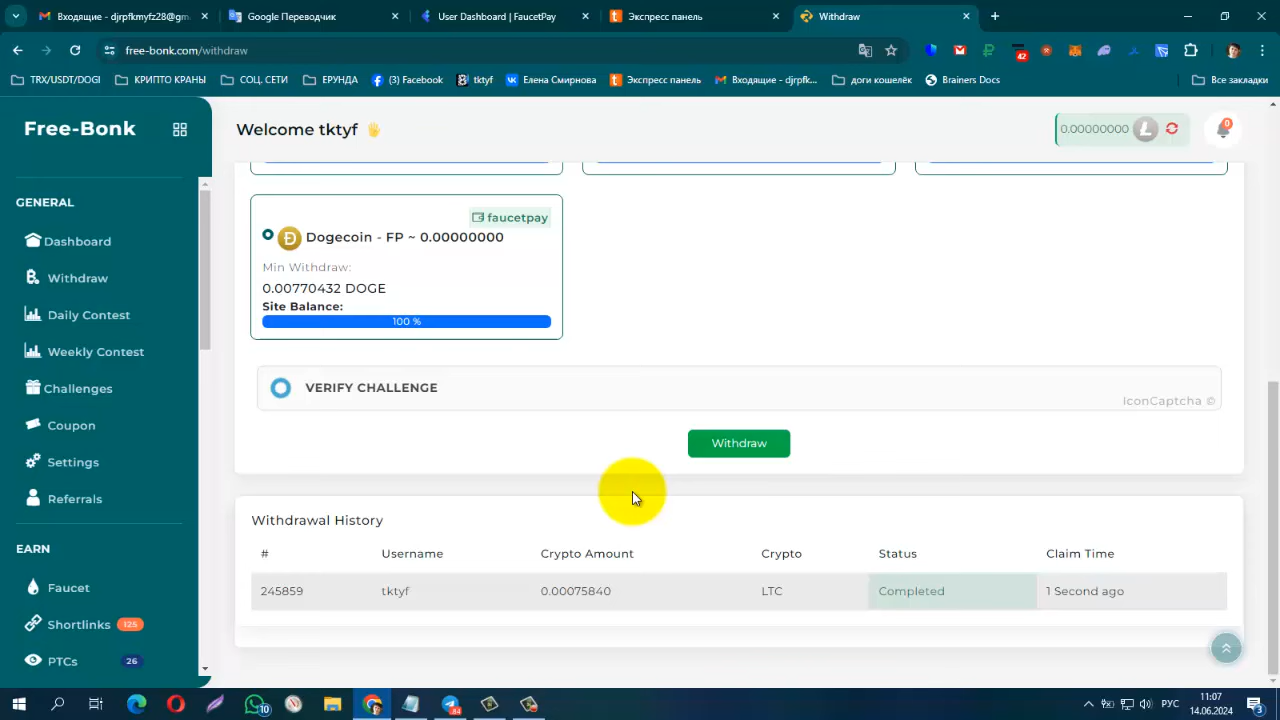 Входящие - djrpfkmyfz28@gm
Google Переводчик
User Dashboard | FaucetPay
Экспресс панель
Withdraw
free-bonk.com/withdraw
42
TRX/USDT/DOGI
КРИПТО КРАНЫ
СОЦ. СЕТИ
ЕРУНДА
(3) Facebook
tktyf
Елена Смирнова
Экспресс панель
Входящие - djrpfk...
доги кошелёк
Brainers Docs
Все закладки
Free-Bonk
Welcome tktyf
0.00000000
0
GENERAL
Dashboard
Withdraw
Daily Contest
Weekly Contest
Challenges
Coupon
Settings
Referrals
EARN
Faucet
Shortlinks 125
PTCs 26
faucetpay
Dogecoin - FP ~ 0.00000000
Min Withdraw:
0.00770432 DOGE
Site Balance:
100 %
VERIFY CHALLENGE
IconCaptcha ©
Withdraw
Withdrawal History
# Username Crypto Amount Crypto Status Claim Time
245859 tktyf 0.00075840 LTC Completed 1 Second ago
10
84
РУС
11:07
14.06.2024
3